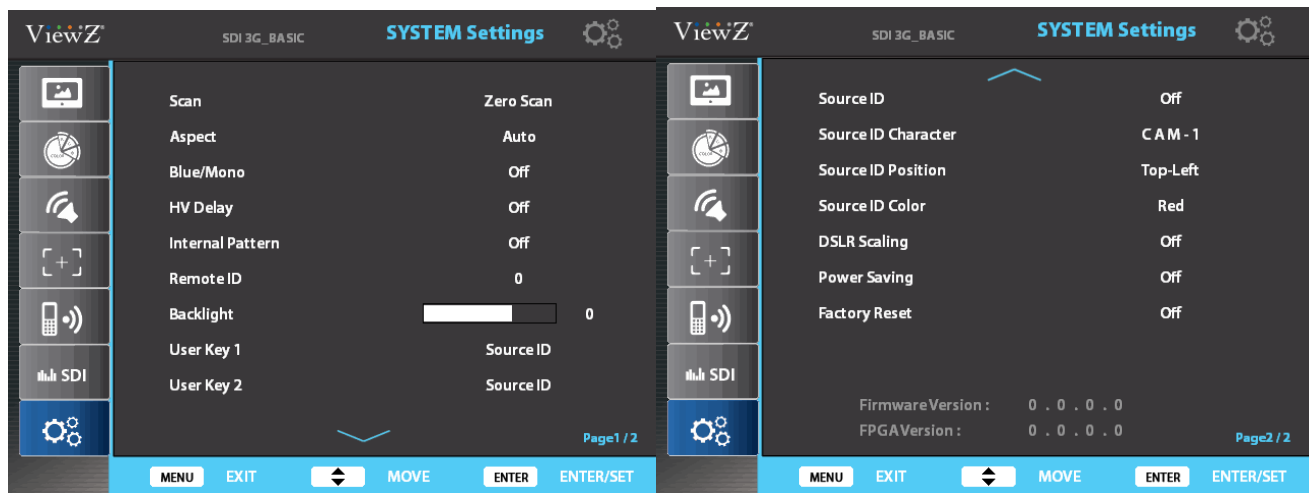 ViewZ
SDI 3G_BASIC
SYSTEM Settings
Scan Zero Scan
Aspect Auto
Blue/Mono Off
HV Delay Off
Internal Pattern Off
Remote ID 0
Backlight 0
User Key 1 Source ID
User Key 2 Source ID
COLOR
SDI
Page1 / 2
MENU EXIT MOVE ENTER ENTER/SET
ViewZ
SDI 3G_BASIC
SYSTEM Settings
Source ID Off
Source ID Character C A M - 1
Source ID Position Top-Left
Source ID Color Red
DSLR Scaling Off
Power Saving Off
Factory Reset Off
COLOR
SDI
Firmware Version : 0 . 0 . 0 . 0
FPGA Version : 0 . 0 . 0 . 0
Page2 / 2
MENU EXIT MOVE ENTER ENTER/SET